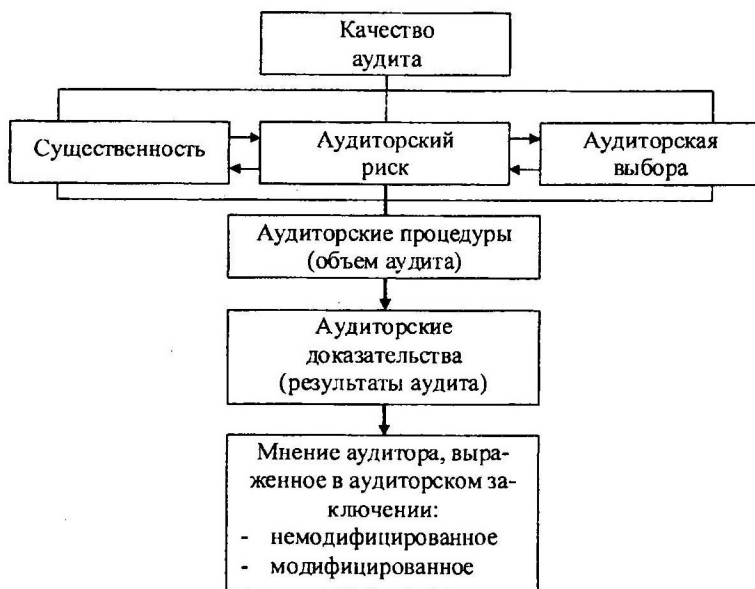 Качество
аудита
Существенность
Аудиторский
риск
Аудиторская
выбора
Аудиторские процедуры
(объем аудита)
Аудиторские
доказательства
(результаты аудита)
Мнение аудитора, выра-
женное в аудиторском за-
ключении:
- немодифицированное
- модифицированное